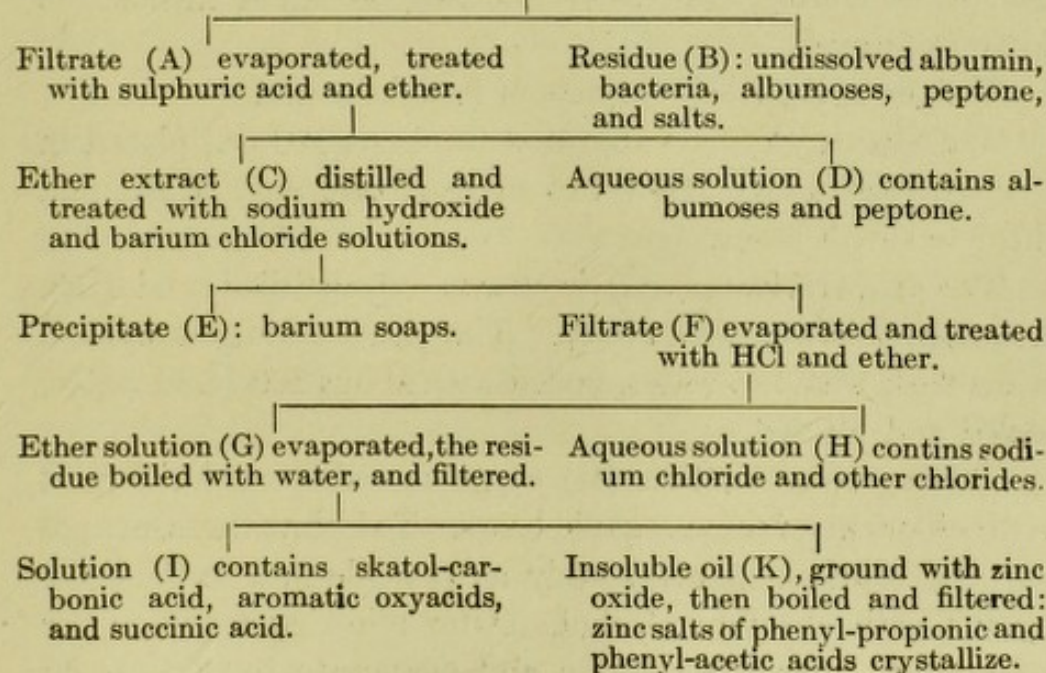 Filtrate (A) evaporated, treated
with sulphuric acid and ether.
Residue (B): undissolved albumin,
bacteria, albumoses, peptone,
and salts.
Ether extract (C) distilled and
treated with sodium hydroxide
and barium chloride solutions.
Aqueous solution (D) contains al-
bumoses and peptone.
Precipitate (E): barium soaps.
Filtrate (F) evaporated and treated
with HCl and ether.
Ether solution (G) evaporated, the resi-
due boiled with water, and filtered.
Aqueous solution (H) contins sodi-
um chloride and other chlorides.
Solution (I) contains skatol-car-
bonic acid, aromatic oxyacids,
and succinic acid.
Insoluble oil (K), ground with zinc
oxide, then boiled and filtered:
zinc salts of phenyl-propionic and
phenyl-acetic acids crystallize.